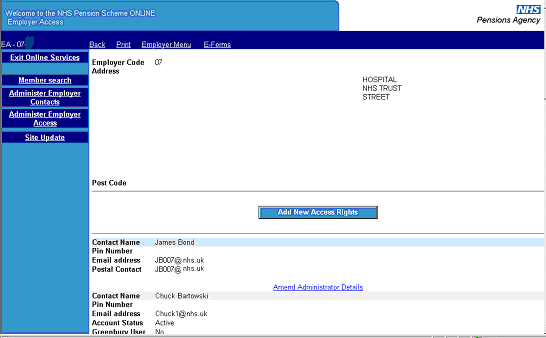 Welcome to the NHS Pension Scheme ONLINE
Employer Access
NHS
Pensions Agency
EA - 07
Back Print Employer Menu E-Forms
Exit Online Services
Member search
Administer Employer Contacts
Administer Employer Access
Site Update
Employer Code 07
Address
HOSPITAL
NHS TRUST
STREET
Post Code
Add New Access Rights
Contact Name James Bond
Pin Number
Email address JB007@nhs.uk
Postal Contact JB007@nhs.uk
Amend Administrator Details
Contact Name Chuck Bartowski
Pin Number
Email address Chuck1@nhs.uk
Account Status Active
Greenbury User No